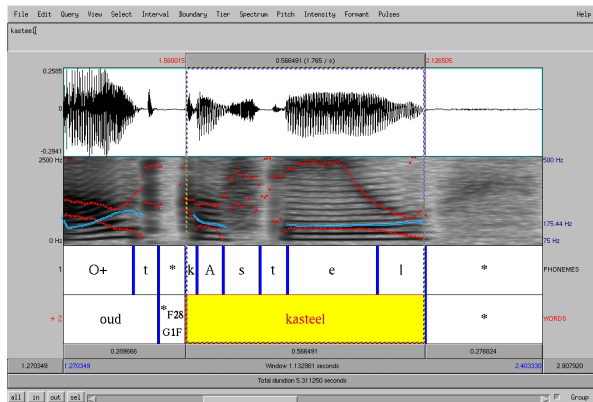 File Edit Query View Select Interval Boundary Tier Spectrum Pitch Intensity Formant Pulses Help
kasteel
1.560015 0.566491 (1.765 / s) 2.126505
0.2585
0
-0.2941
2500 Hz 500 Hz
175.44 Hz
0 Hz 75 Hz
1 O+ t * k A s t e l * PHONEMES
+ 2 oud *F28 kasteel * WORDS
G1F
0.289666 0.566491 0.276824
1.270349 1.270349 Window 1.132981 seconds 2.403330 2.907920
Total duration 5.311250 seconds
all in out sel Group